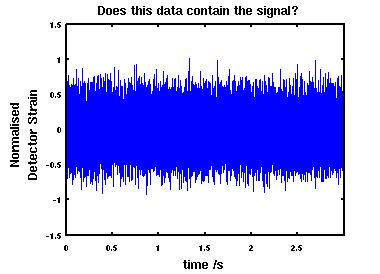 Does this data contain the signal?
1.5
1
0.5
0
-0.5
-1
-1.5
Normalised
Detector Strain
0 0.5 1 1.5 2 2.5
time /s